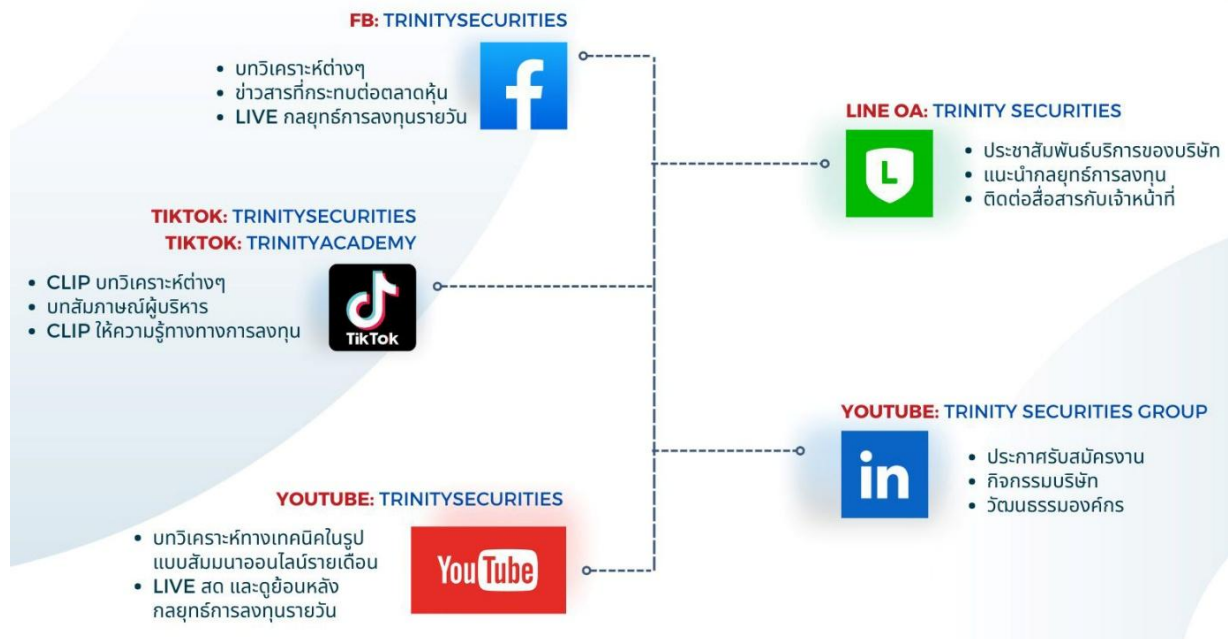 FB: TRINITYSECURITIES
• บทวิเคราะห์ต่างๆ
• ข่าวสารที่กระทบต่อตลาดหุ้น
• LIVE กลยุทธ์การลงทุนรายวัน
LINE OA: TRINITY SECURITIES
L
• ประชาสัมพันธ์บริการของบริษัท
• แนะนำกลยุทธ์การลงทุน
• ติดต่อสื่อสารกับเจ้าหน้าที่
TIKTOK: TRINITYSECURITIES
TIKTOK: TRINITYACADEMY
• CLIP บทวิเคราะห์ต่างๆ
• บทสัมภาษณ์ผู้บริหาร
• CLIP ให้ความรู้ทางทางการลงทุน
TikTok
YOUTUBE: TRINITY SECURITIES GROUP
in
• ประกาศรับสมัครงาน
• กิจกรรมบริษัท
• วัฒนธรรมองค์กร
YOUTUBE: TRINITYSECURITIES
• บทวิเคราะห์ทางเทคนิคในรูป
แบบสัมมนาออนไลน์รายเดือน
• LIVE สด และดูย้อนหลัง
กลยุทธ์การลงทุนรายวัน
YouTube